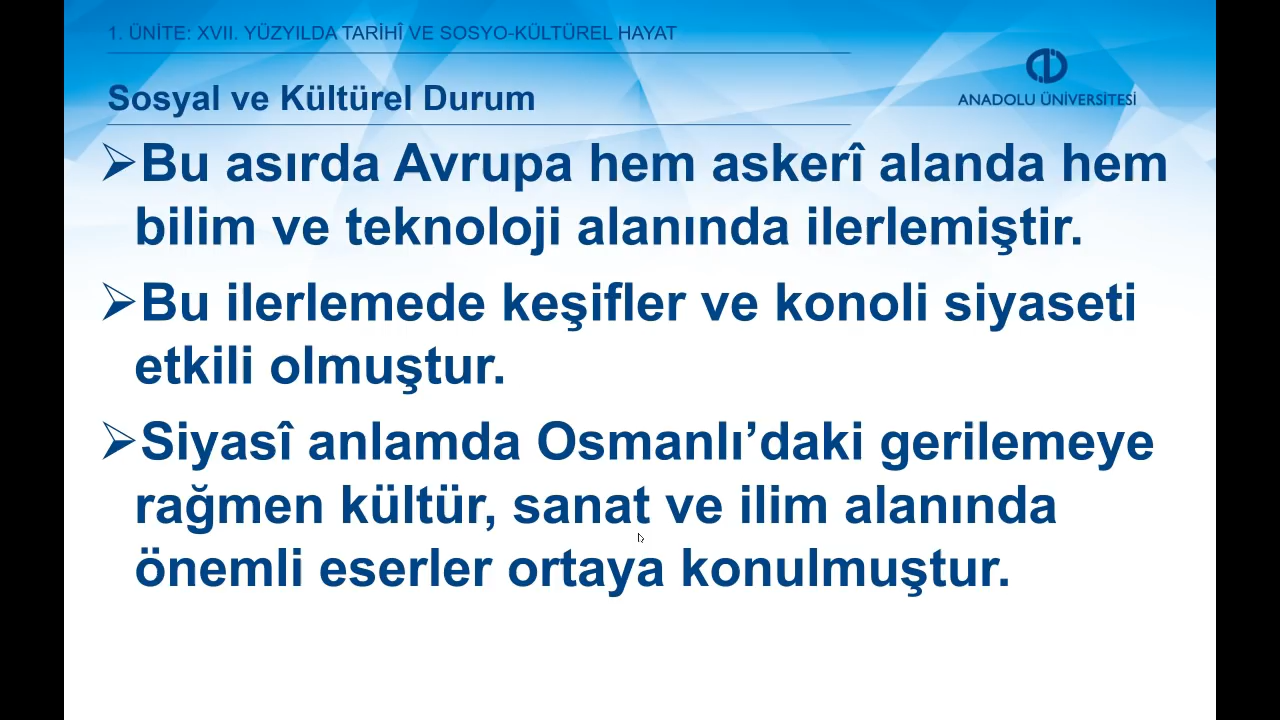 1. ÜNİTE: XVII. YÜZYILDA TARİHÎ VE SOSYO-KÜLTÜREL HAYAT
Sosyal ve Kültürel Durum
ANADOLU ÜNİVERSİTESİ
➢Bu asırda Avrupa hem askerî alanda hem
bilim ve teknoloji alanında ilerlemiştir.
➢Bu ilerlemede keşifler ve konoli siyaseti
etkili olmuştur.
➢Siyasî anlamda Osmanlı’daki gerilemeye
rağmen kültür, sanat ve ilim alanında
önemli eserler ortaya konulmuştur.